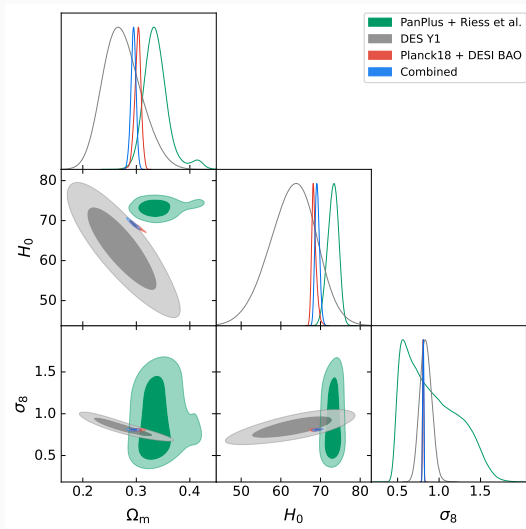 PanPlus + Riess et al.
DES Y1
Planck18 + DESI BAO
Combined
80
70
60
50
H₀
1.5
1.0
0.5
σ₈
0.2 0.3 0.4
50 60 70 80
0.5 1.0 1.5
Ωₘ
H₀
σ₈